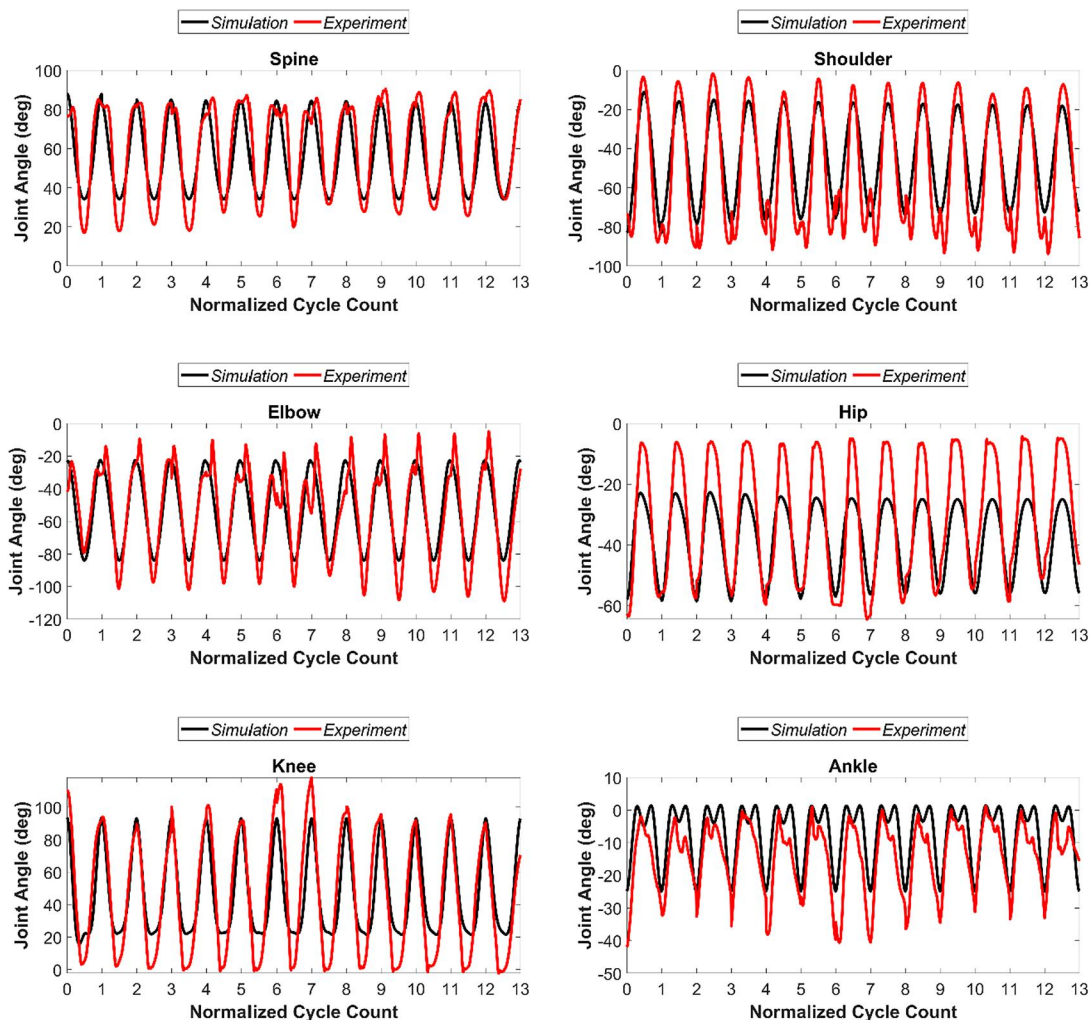 Simulation Experiment
Spine
Joint Angle (deg)
100
80
60
40
20
0
0 1 2 3 4 5 6 7 8 9 10 11 12 13
Normalized Cycle Count
Simulation Experiment
Shoulder
Joint Angle (deg)
0
-20
-40
-60
-80
-100
0 1 2 3 4 5 6 7 8 9 10 11 12 13
Normalized Cycle Count
Simulation Experiment
Elbow
Joint Angle (deg)
0
-20
-40
-60
-80
-100
-120
0 1 2 3 4 5 6 7 8 9 10 11 12 13
Normalized Cycle Count
Simulation Experiment
Hip
Joint Angle (deg)
0
-20
-40
-60
0 1 2 3 4 5 6 7 8 9 10 11 12 13
Normalized Cycle Count
Simulation Experiment
Knee
Joint Angle (deg)
100
80
60
40
20
0
0 1 2 3 4 5 6 7 8 9 10 11 12 13
Normalized Cycle Count
Simulation Experiment
Ankle
Joint Angle (deg)
10
0
-10
-20
-30
-40
-50
0 1 2 3 4 5 6 7 8 9 10 11 12 13
Normalized Cycle Count